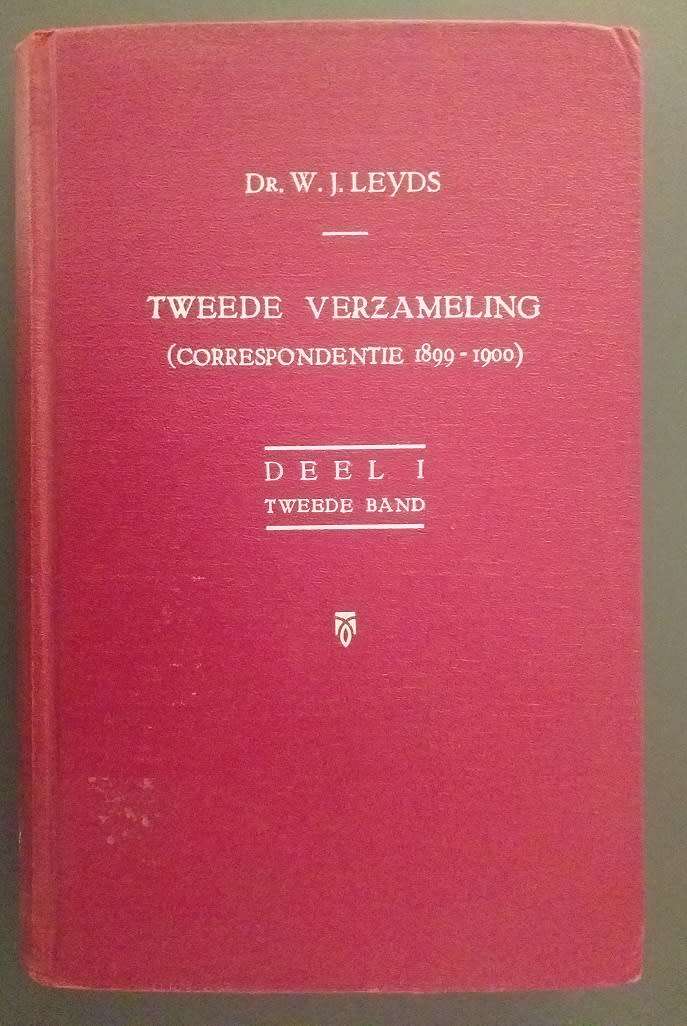 Dr. W. J. LEYDS
TWEEDE VERZAMELING
(CORRESPONDENTIE 1899-1900)
DEEL I
TWEEDE BAND